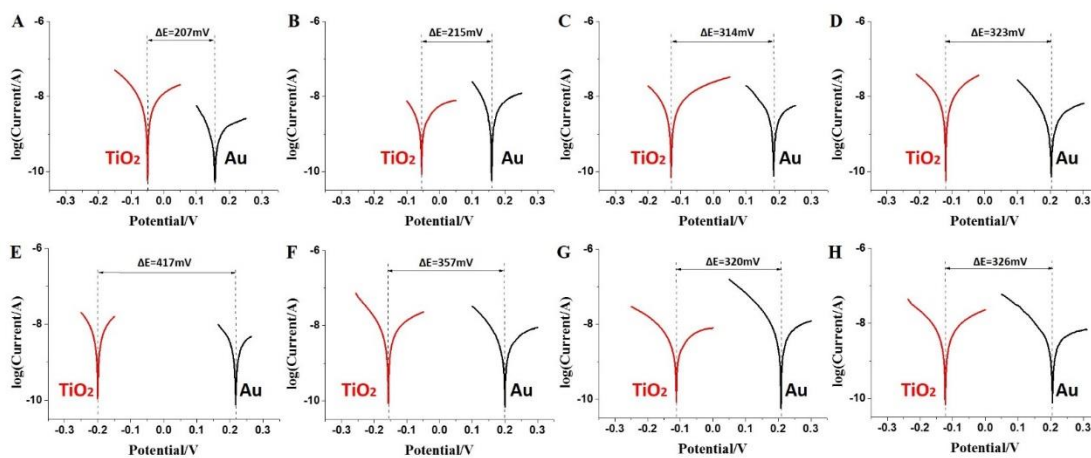 A
ΔE=207mV
log(Current/A)
-6
-8
-10
TiO₂
Au
-0.3 -0.2 -0.1 0.0 0.1 0.2 0.3
Potential/V
B
ΔE=215mV
log(Current/A)
-6
-8
-10
TiO₂
Au
-0.3 -0.2 -0.1 0.0 0.1 0.2 0.3
Potential/V
C
ΔE=314mV
log(Current/A)
-6
-8
-10
TiO₂
Au
-0.3 -0.2 -0.1 0.0 0.1 0.2 0.3
Potential/V
D
ΔE=323mV
log(Current/A)
-6
-8
-10
TiO₂
Au
-0.3 -0.2 -0.1 0.0 0.1 0.2 0.3
Potential/V
E
ΔE=417mV
log(Current/A)
-6
-8
-10
TiO₂
Au
-0.3 -0.2 -0.1 0.0 0.1 0.2 0.3
Potential/V
F
ΔE=357mV
log(Current/A)
-6
-8
-10
TiO₂
Au
-0.3 -0.2 -0.1 0.0 0.1 0.2 0.3
Potential/V
G
ΔE=320mV
log(Current/A)
-6
-8
-10
TiO₂
Au
-0.3 -0.2 -0.1 0.0 0.1 0.2 0.3
Potential/V
H
ΔE=326mV
log(Current/A)
-6
-8
-10
TiO₂
Au
-0.3 -0.2 -0.1 0.0 0.1 0.2 0.3
Potential/V